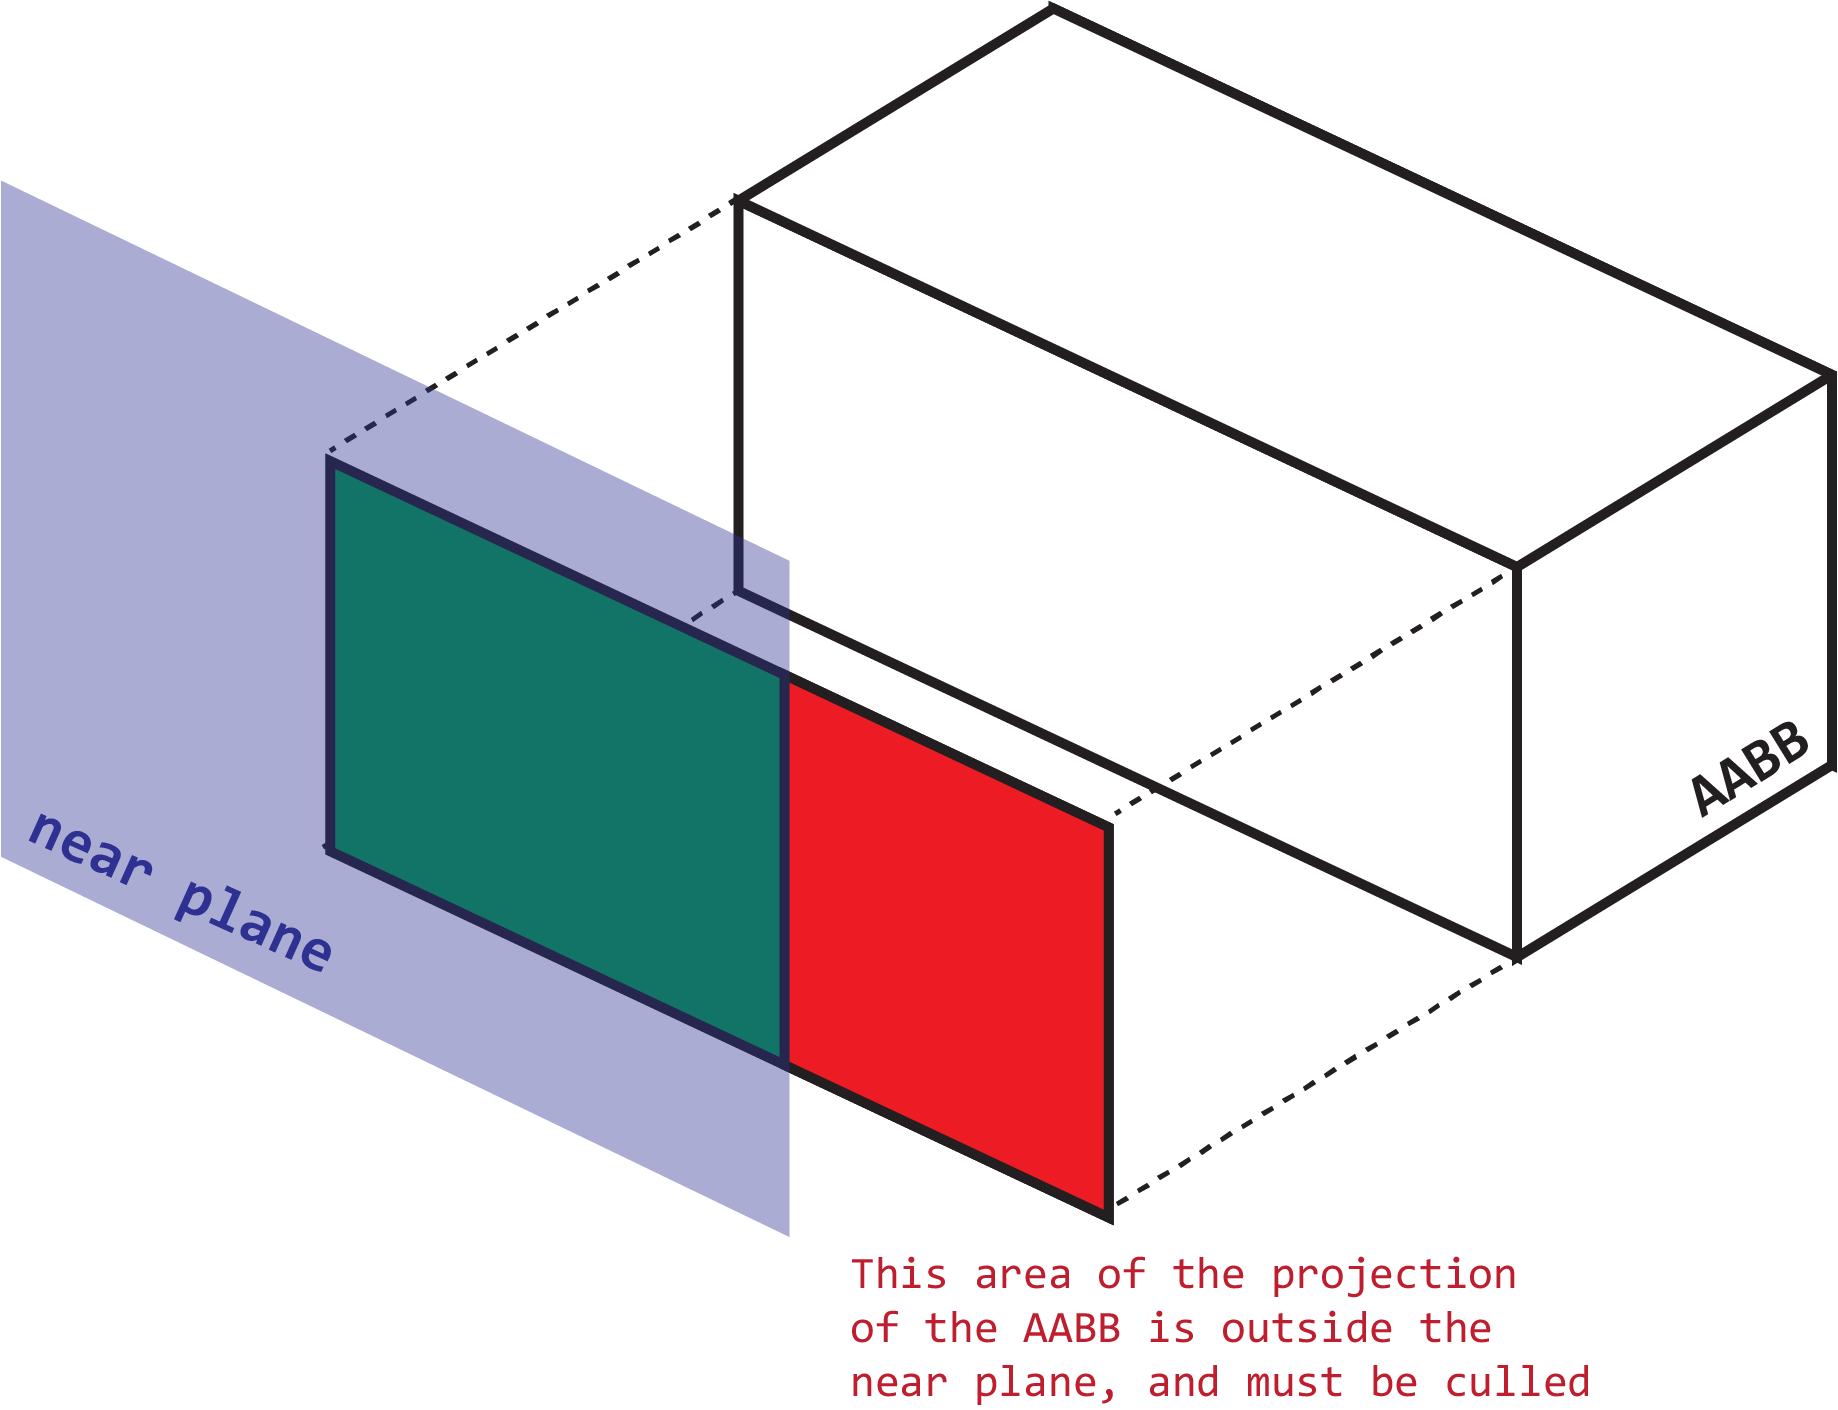 AABB
near plane
This area of the projection
of the AABB is outside the
near plane, and must be culled